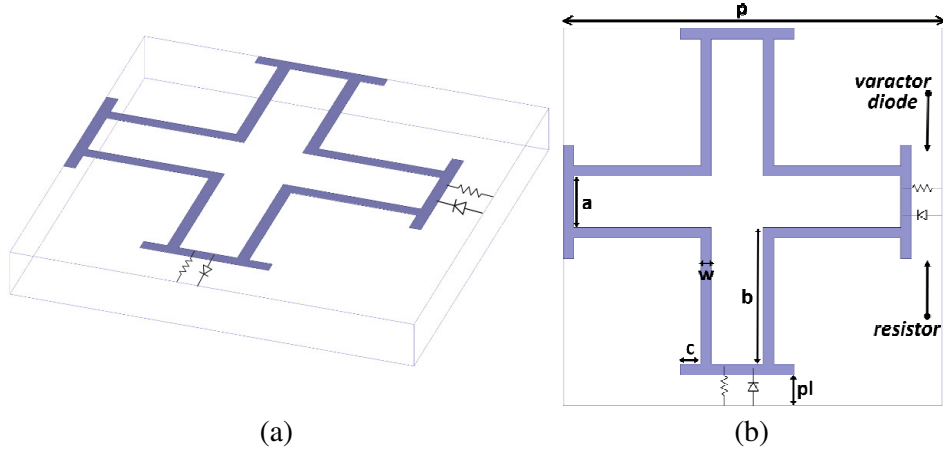 p
varactor
diode
a
w
b
c
pl
resistor
(a)
(b)